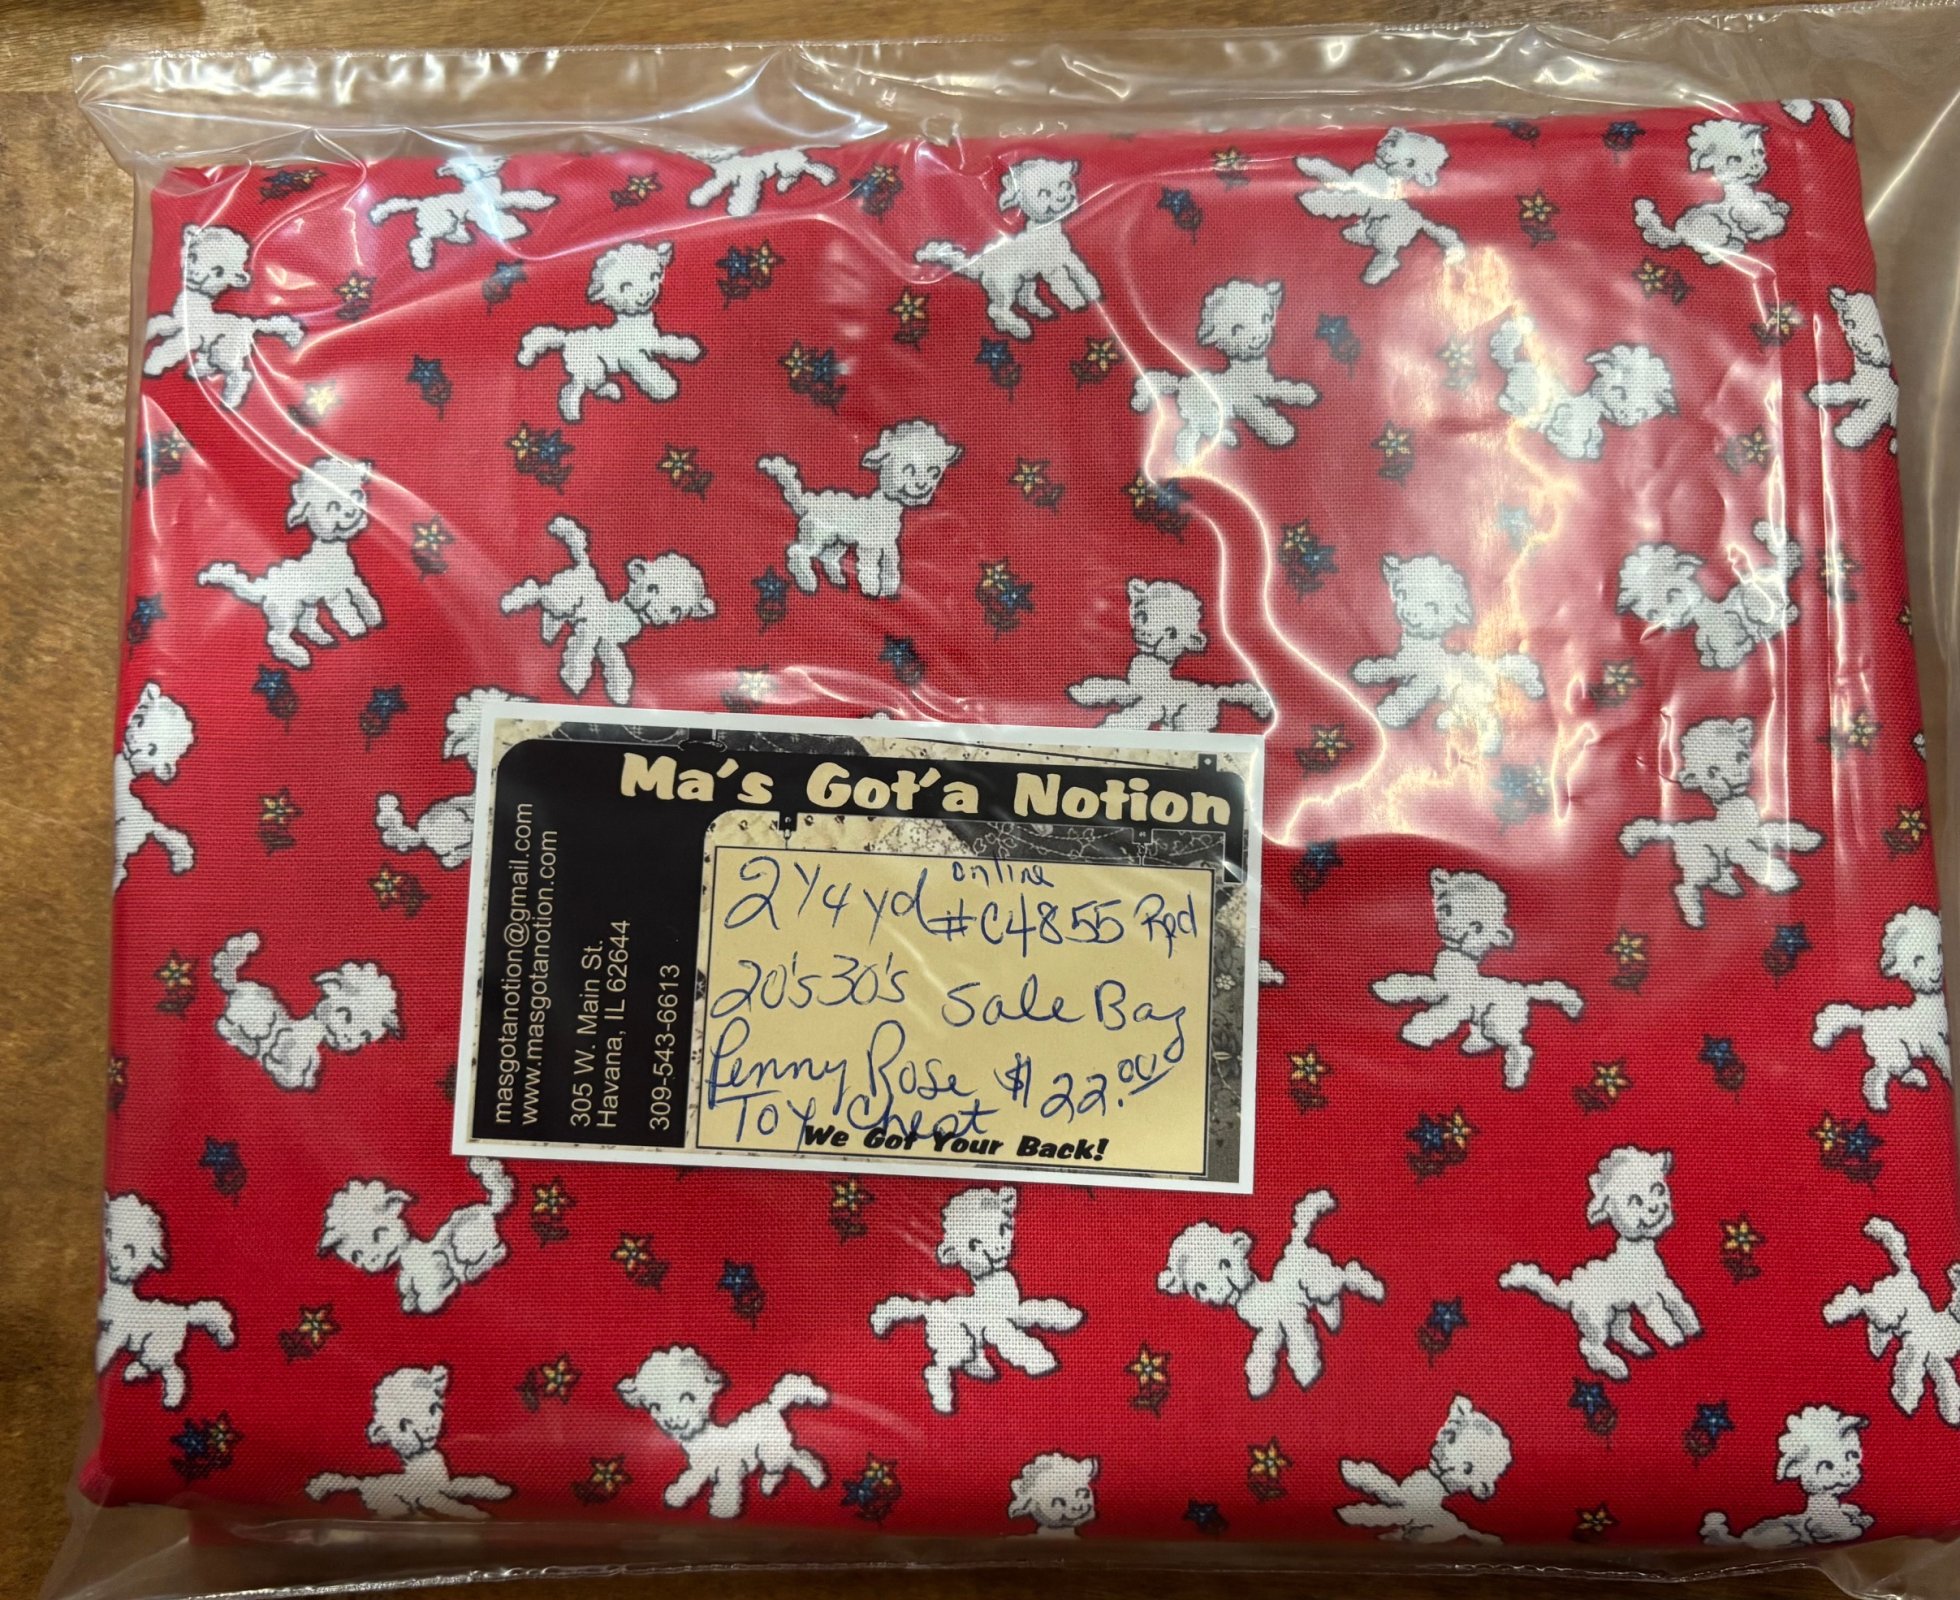 Ma's Got'a Notion
masgotanotion@gmail.com
www.masgotanotion.com
305 W. Main St.
Havana, IL 62644
309-543-6613
online
2 1/4 yd #C4855 Red
20's 30's Sale Bag
Penny Rose $22.00
Toy Chest
We Got Your Back!